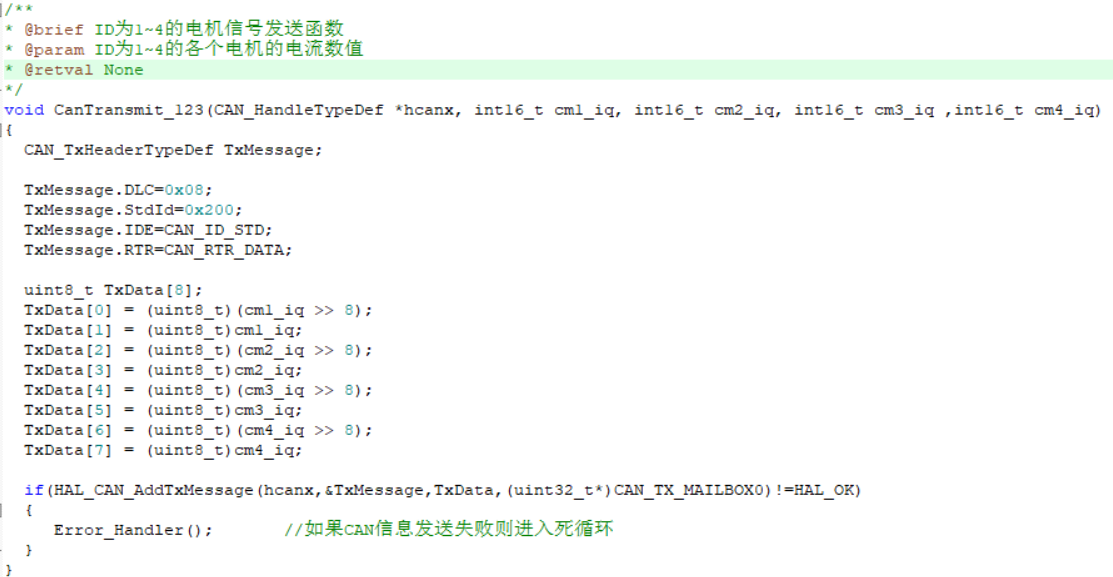 /**
* @brief ID为1~4的电机信号发送函数
* @param ID为1~4的各个电机的电流数值
* @retval None
*/
void CanTransmit_123(CAN_HandleTypeDef *hcanx, int16_t cm1_iq, int16_t cm2_iq, int16_t cm3_iq ,int16_t cm4_iq)
{
  CAN_TxHeaderTypeDef TxMessage;
  TxMessage.DLC=0x08;
  TxMessage.StdId=0x200;
  TxMessage.IDE=CAN_ID_STD;
  TxMessage.RTR=CAN_RTR_DATA;
  uint8_t TxData[8];
  TxData[0] = (uint8_t)(cm1_iq >> 8);
  TxData[1] = (uint8_t)cm1_iq;
  TxData[2] = (uint8_t)(cm2_iq >> 8);
  TxData[3] = (uint8_t)cm2_iq;
  TxData[4] = (uint8_t)(cm3_iq >> 8);
  TxData[5] = (uint8_t)cm3_iq;
  TxData[6] = (uint8_t)(cm4_iq >> 8);
  TxData[7] = (uint8_t)cm4_iq;
  if(HAL_CAN_AddTxMessage(hcanx,&TxMessage,TxData,(uint32_t*)CAN_TX_MAILBOX0)!=HAL_OK)
  {
     Error_Handler();       //如果CAN信息发送失败则进入死循环
  }
}